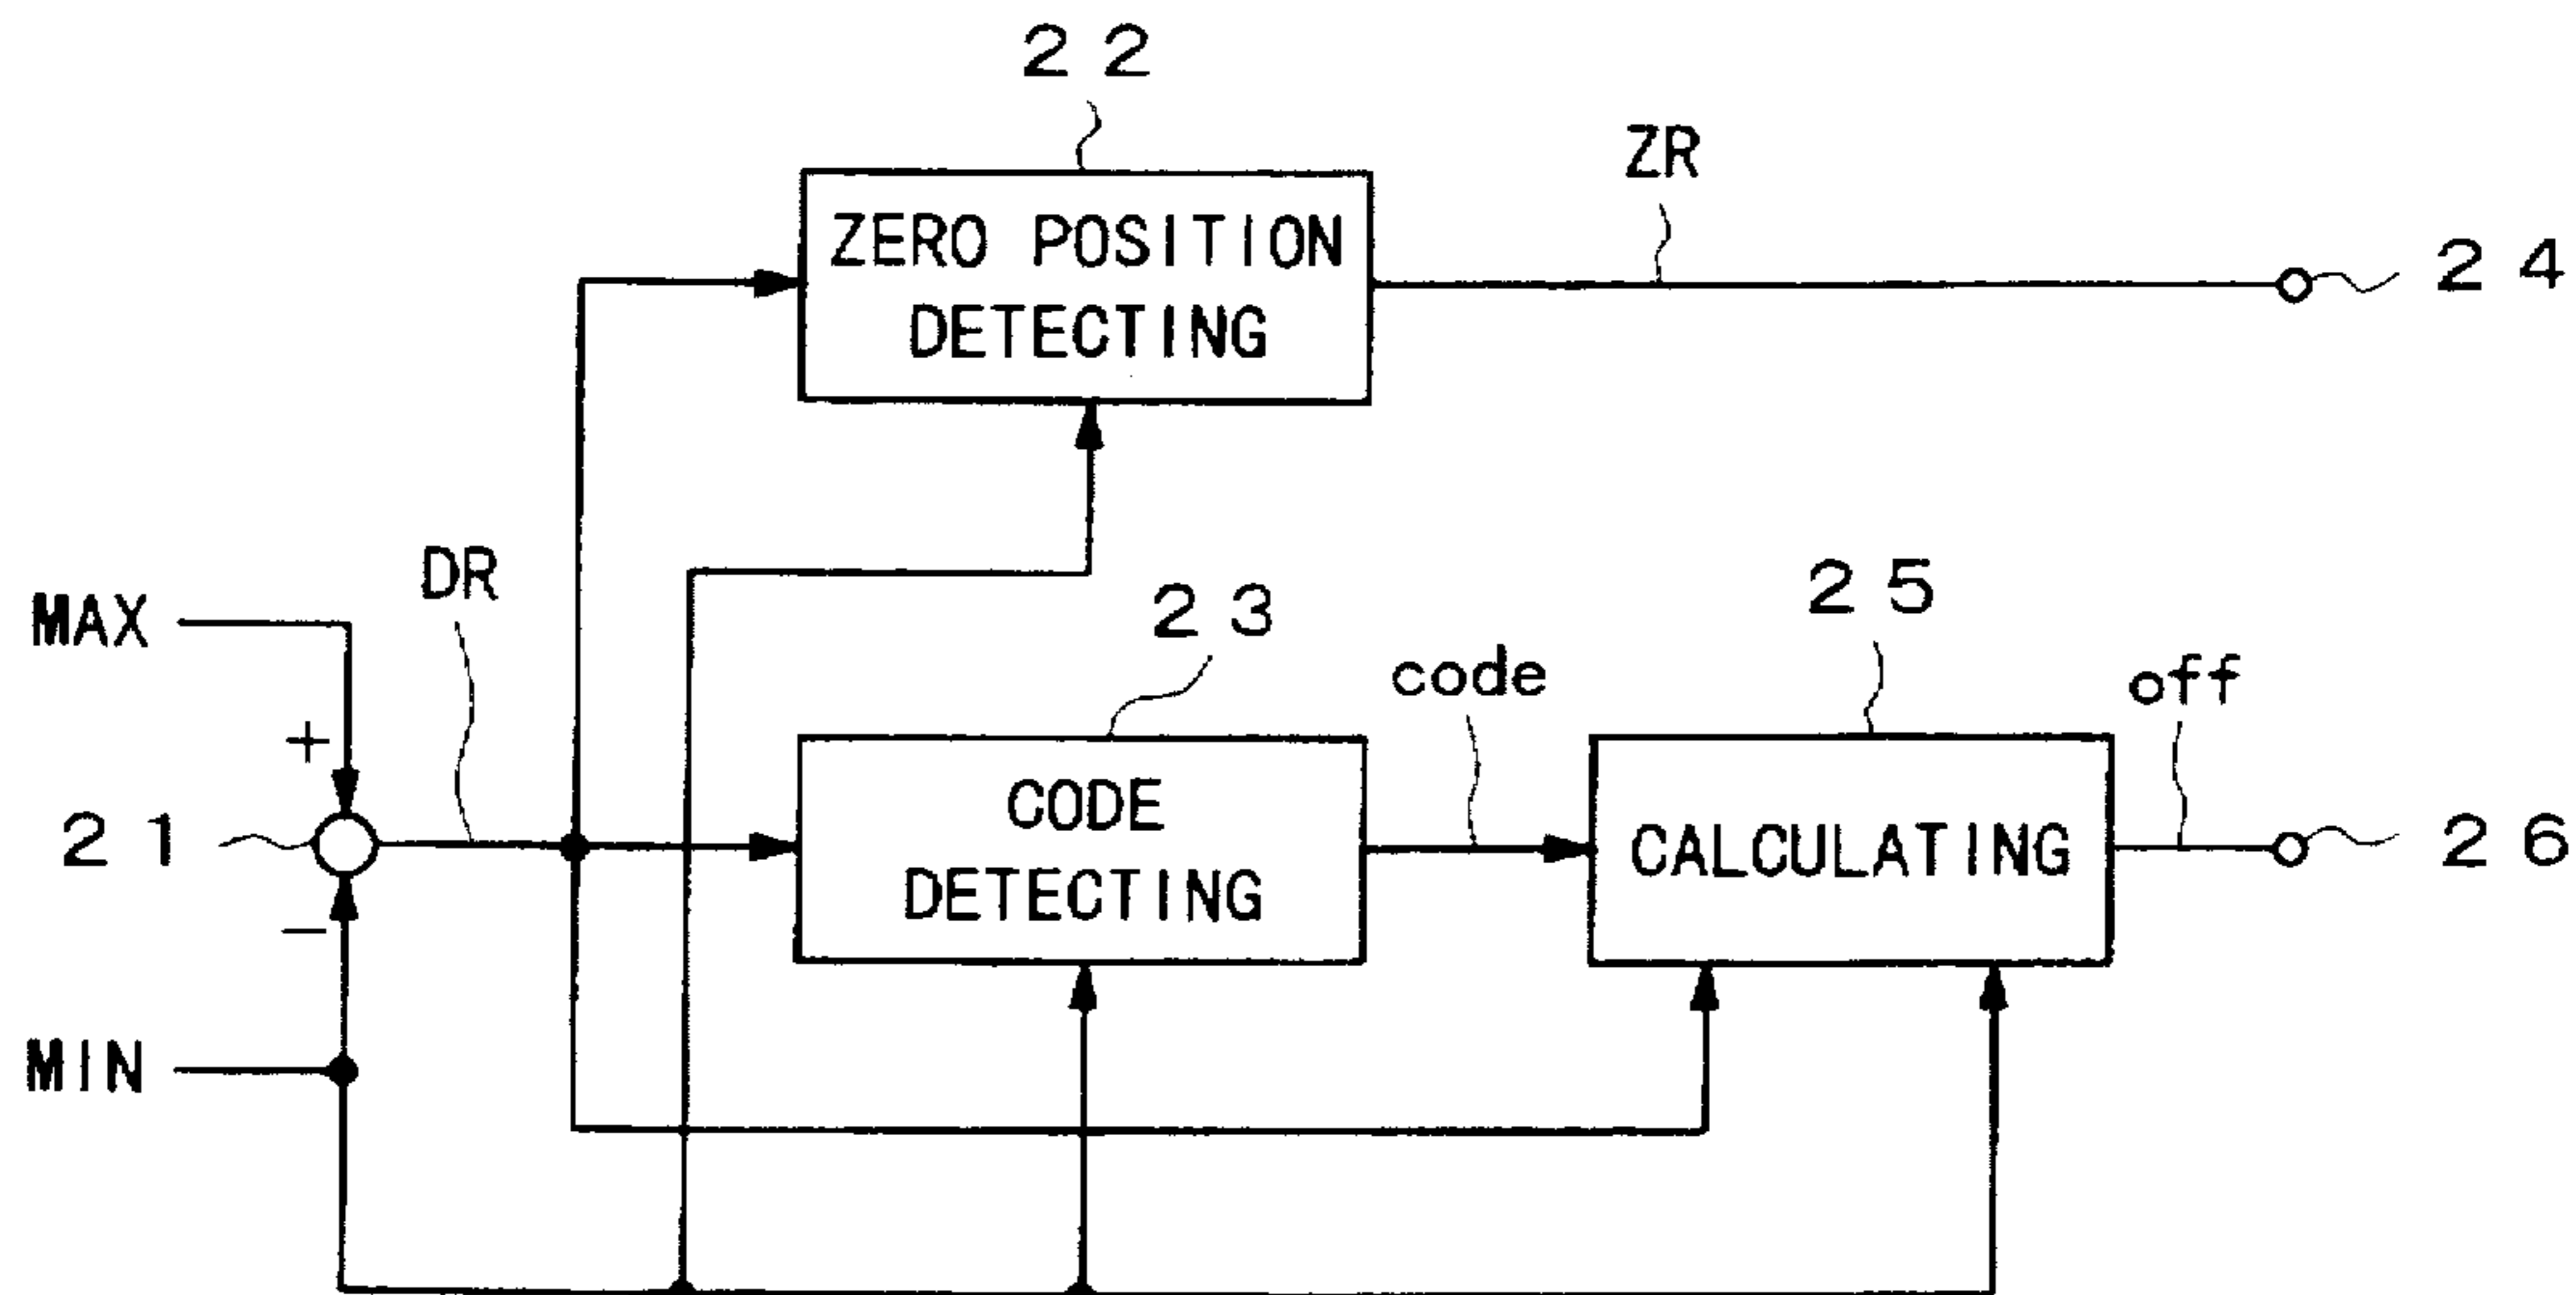 22
ZR
ZERO POSITION
DETECTING
24
DR
MAX
23
25
code
off
+
CODE
DETECTING
CALCULATING
21
26
−
MIN